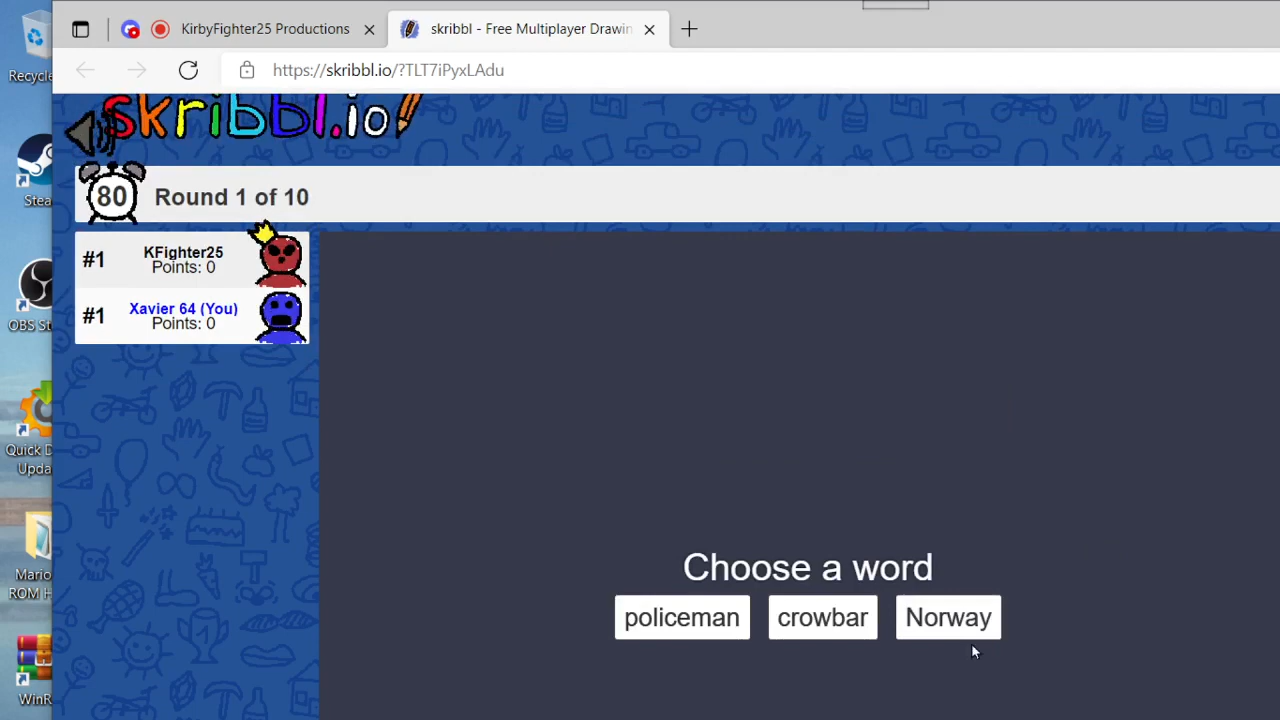 KirbyFighter25 Productions
skribbl - Free Multiplayer Drawin
https://skribbl.io/?TLT7iPyxLAdu
Recycle
skribbl.io
80
Round 1 of 10
Stea
#1
KFighter25
Points: 0
#1
Xavier 64 (You)
Points: 0
OBS St
Quick D
Upda
Choose a word
policeman
crowbar
Norway
Mario
ROM H
WinR